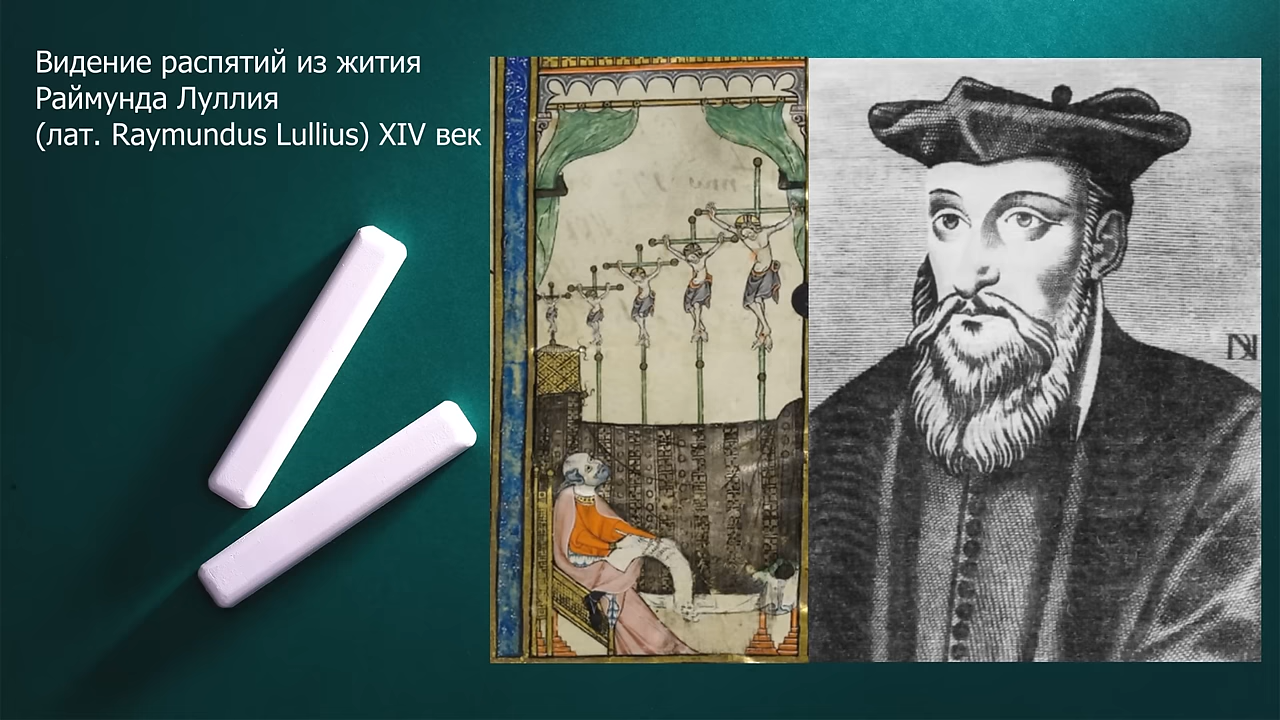 Видение распятий из жития
Раймунда Луллия
(лат. Raymundus Lullius) XIV век